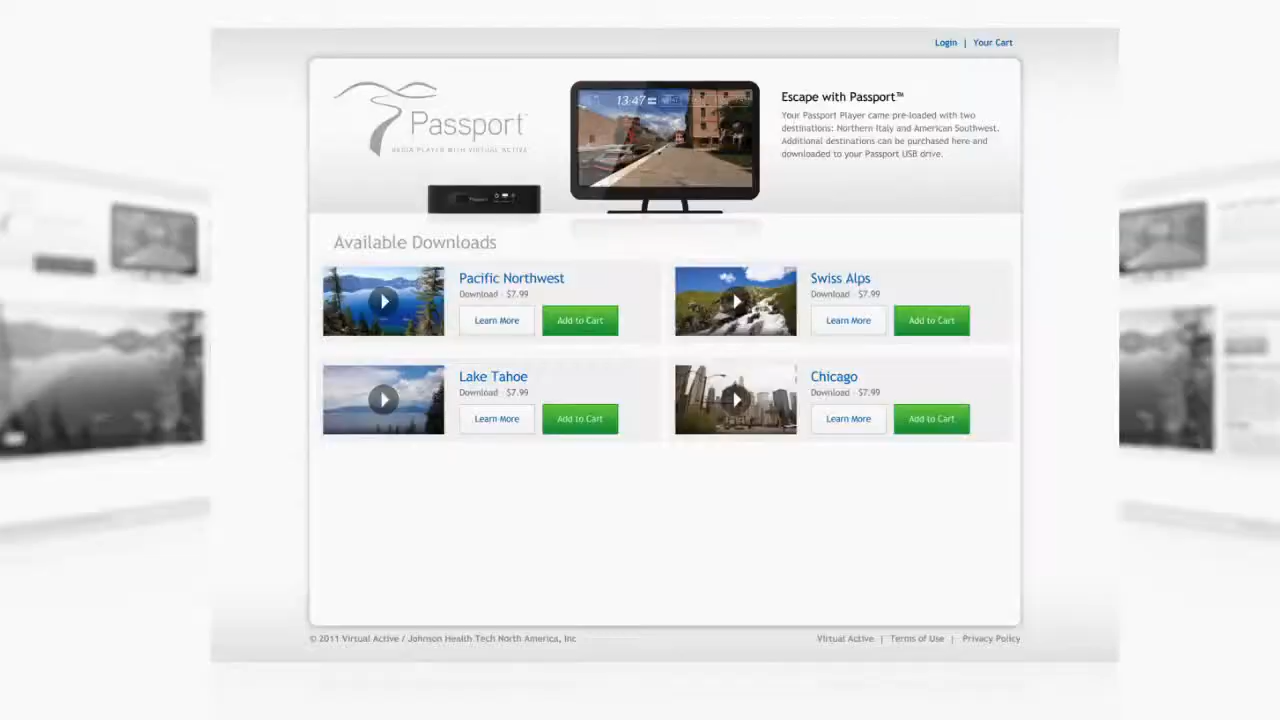 Login | Your Cart
Passport
MEDIA PLAYER WITH VIRTUAL ACTIVE
13:47
Escape with Passport™
Your Passport Player came pre-loaded with two
destinations: Northern Italy and American Southwest.
Additional destinations can be purchased here and
downloaded to your Passport USB drive.
Available Downloads
Pacific Northwest
Download - $7.99
Learn More
Add to Cart
Swiss Alps
Download - $7.99
Learn More
Add to Cart
Lake Tahoe
Download - $7.99
Learn More
Add to Cart
Chicago
Download - $7.99
Learn More
Add to Cart
© 2011 Virtual Active / Johnson Health Tech North America, Inc
Virtual Active | Terms of Use | Privacy Policy